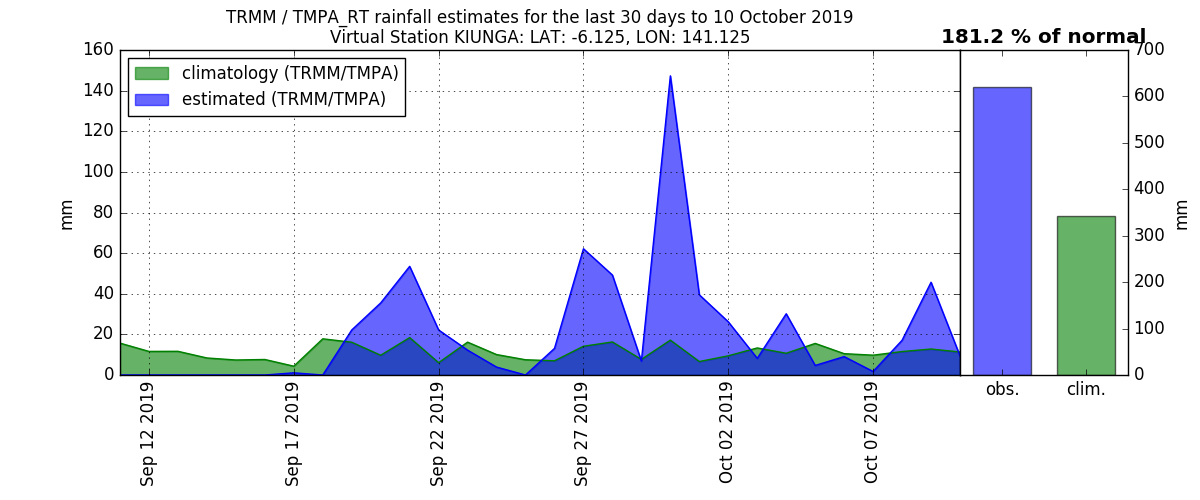 TRMM / TMPA_RT rainfall estimates for the last 30 days to 10 October 2019
Virtual Station KIUNGA: LAT: -6.125, LON: 141.125
181.2 % of normal
climatology (TRMM/TMPA)
estimated (TRMM/TMPA)
160
140
120
100
80
60
40
20
0
mm
Sep 12 2019
Sep 17 2019
Sep 22 2019
Sep 27 2019
Oct 02 2019
Oct 07 2019
700
600
500
400
300
200
100
0
mm
obs.
clim.